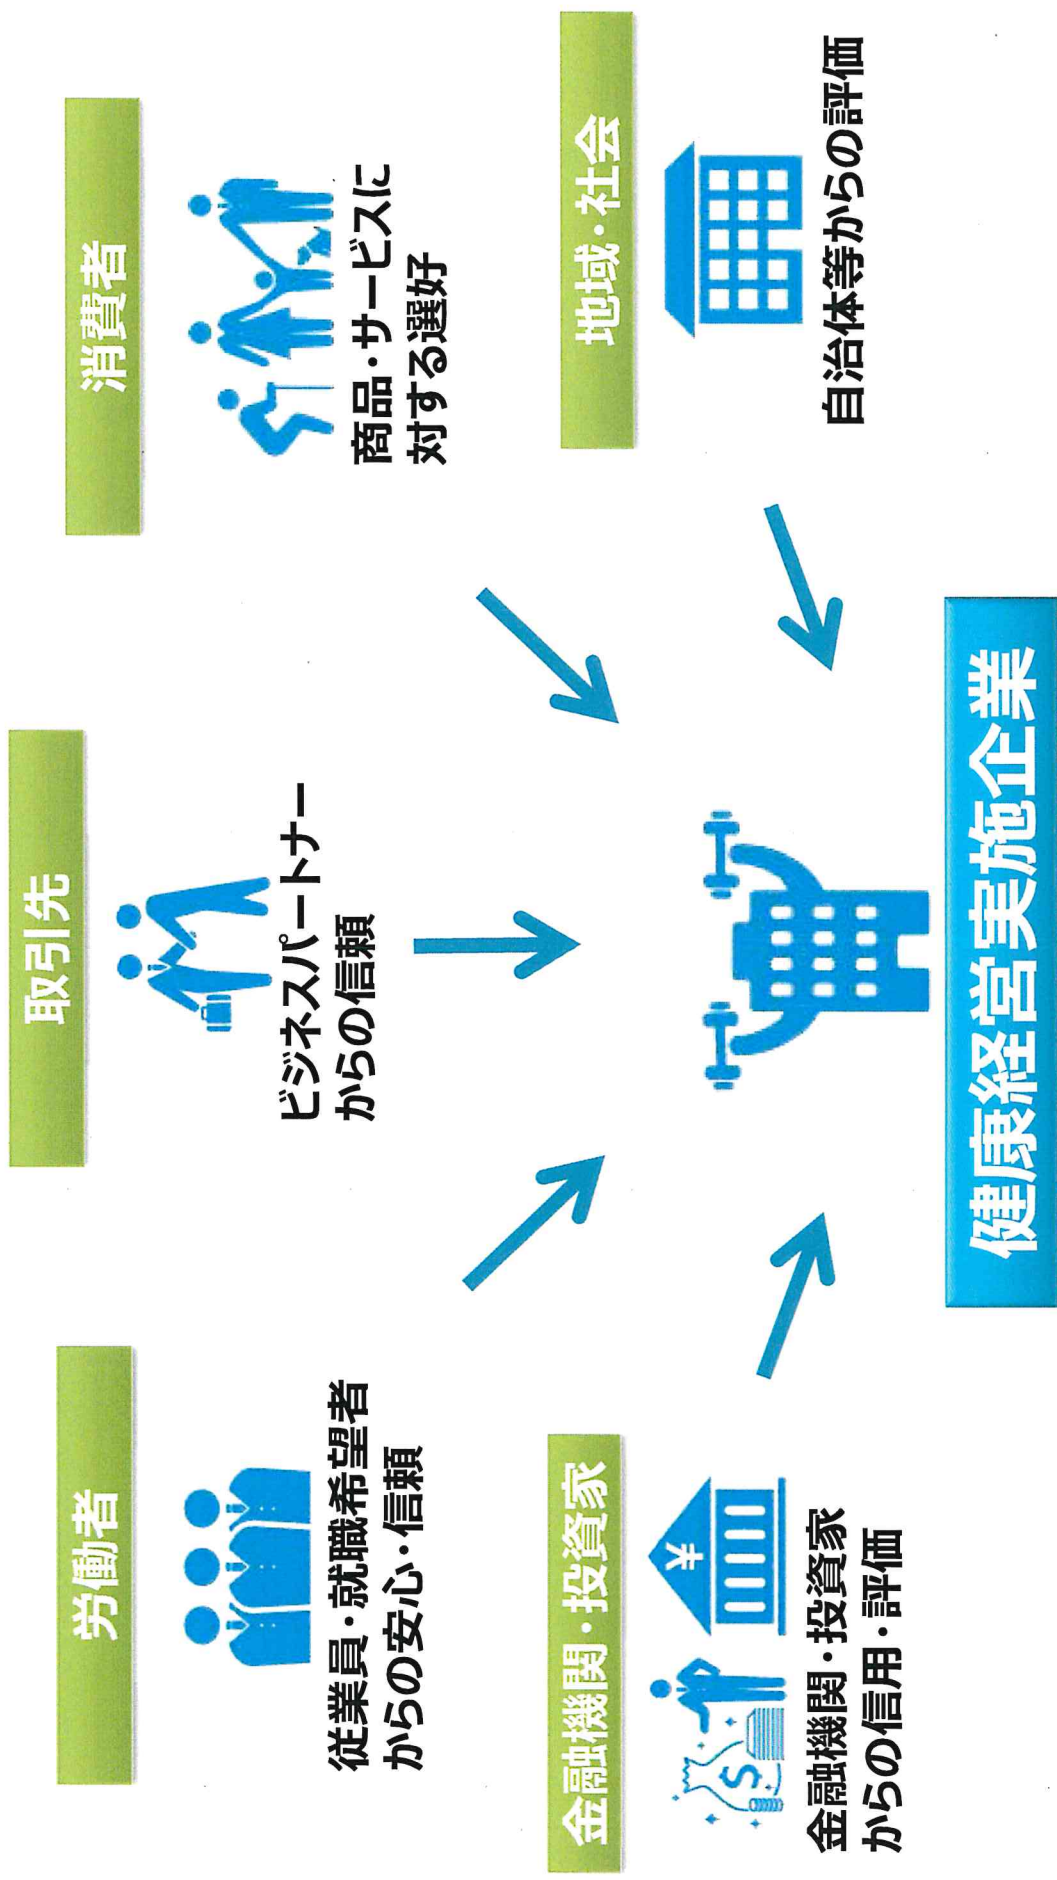 労働者
従業員・就職希望者
からの安心・信頼
取引先
ビジネスパートナー
からの信頼
消費者
商品・サービスに
対する選好
金融機関・投資家
¥
$
金融機関・投資家
からの信用・評価
地域・社会
自治体等からの評価
健康経営実施企業